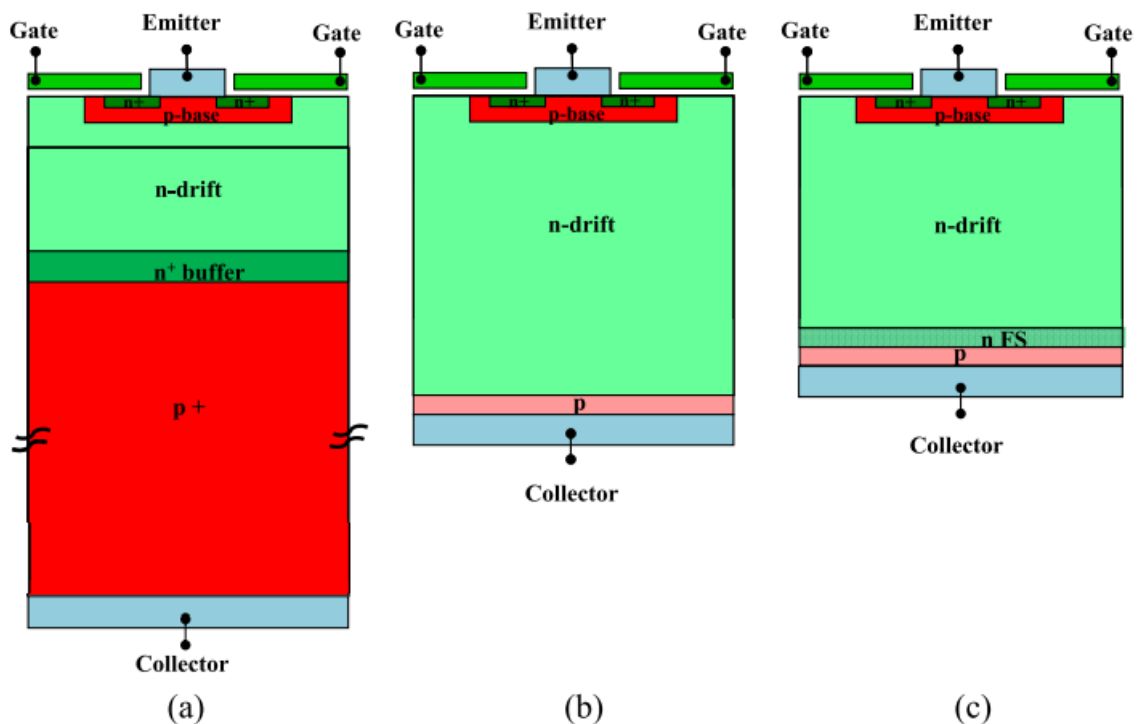 Gate
Emitter
Gate
n+
n+
p-base
n-drift
n+ buffer
p +
Collector
(a)
Gate
Emitter
Gate
n+
n+
p-base
n-drift
p
Collector
(b)
Gate
Emitter
Gate
n+
n+
p-base
n-drift
n FS
p
Collector
(c)